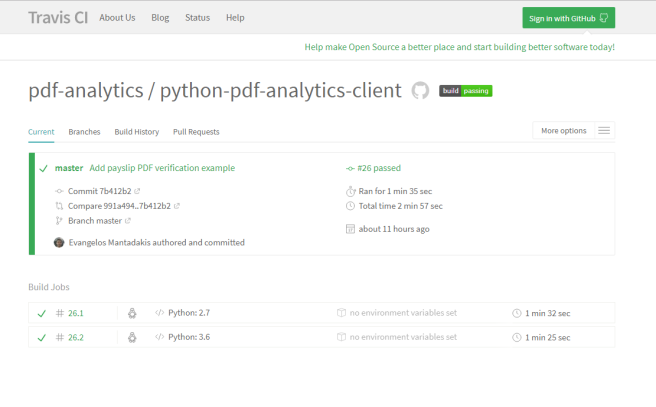 Travis CI About Us Blog Status Help Sign in with GitHub
Help make Open Source a better place and start building better software today!
pdf-analytics / python-pdf-analytics-client build passing
Current Branches Build History Pull Requests More options
master Add payslip PDF verification example #26 passed
Commit 7b412b2 Ran for 1 min 35 sec
Compare 991a494..7b412b2 Total time 2 min 57 sec
Branch master
about 11 hours ago
Evangelos Mantadakis authored and committed
Build Jobs
# 26.1 </> Python: 2.7 no environment variables set 1 min 32 sec
# 26.2 </> Python: 3.6 no environment variables set 1 min 25 sec